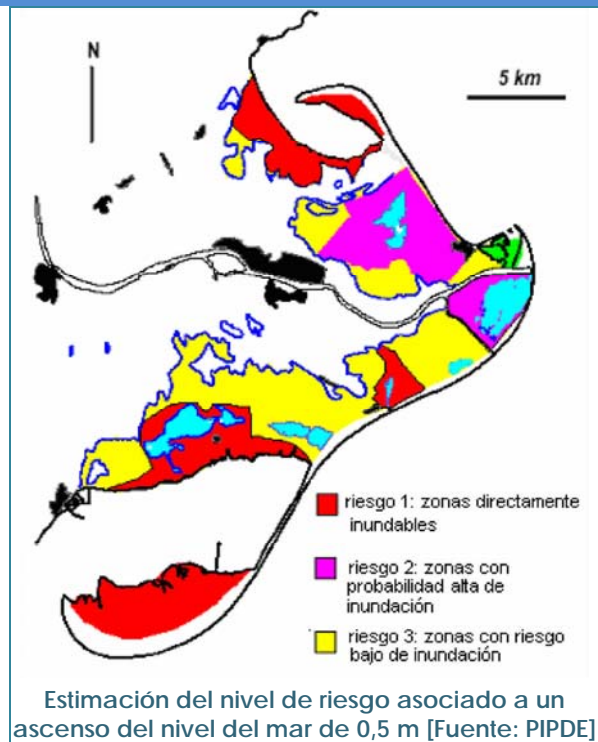 N
5 km
riesgo 1: zonas directamente
inundables
riesgo 2: zonas con
probabilidad alta de
inundación
riesgo 3: zonas con riesgo
bajo de inundación
Estimación del nivel de riesgo asociado a un
ascenso del nivel del mar de 0,5 m [Fuente: PIPDE]